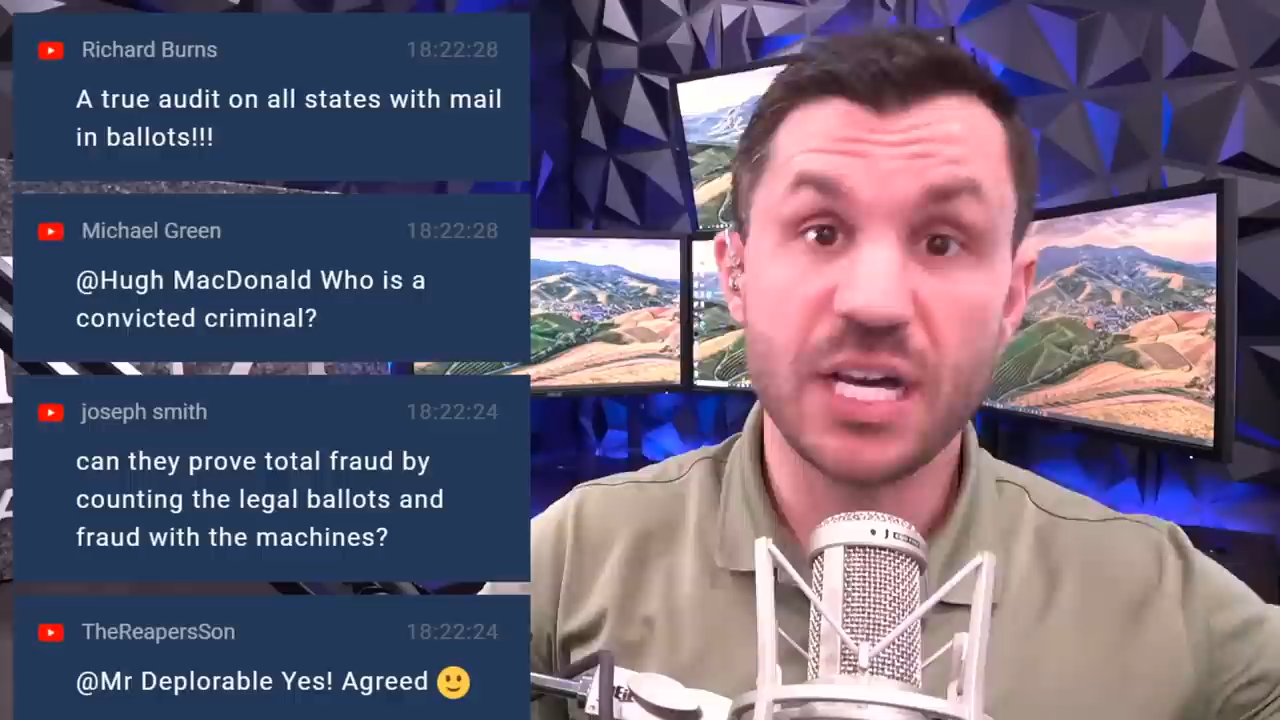 Richard Burns 18:22:28
A true audit on all states with mail
in ballots!!!
Michael Green 18:22:28
@Hugh MacDonald Who is a
convicted criminal?
joseph smith 18:22:24
can they prove total fraud by
counting the legal ballots and
fraud with the machines?
TheReapersSon 18:22:24
@Mr Deplorable Yes! Agreed 🙂